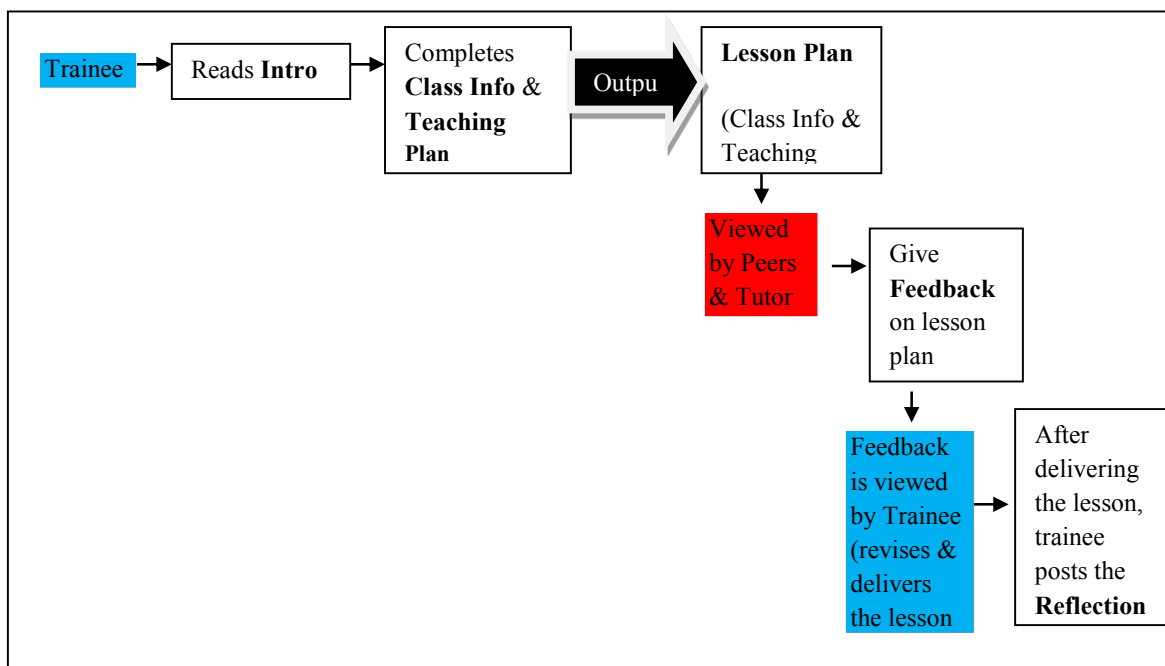 Trainee
Reads Intro
Completes
Class Info &
Teaching
Plan
Outpu
Lesson Plan
(Class Info &
Teaching
Viewed
by Peers
& Tutor
Give
Feedback
on lesson
plan
Feedback
is viewed
by Trainee
(revises &
delivers
the lesson
After
delivering
the lesson,
trainee
posts the
Reflection